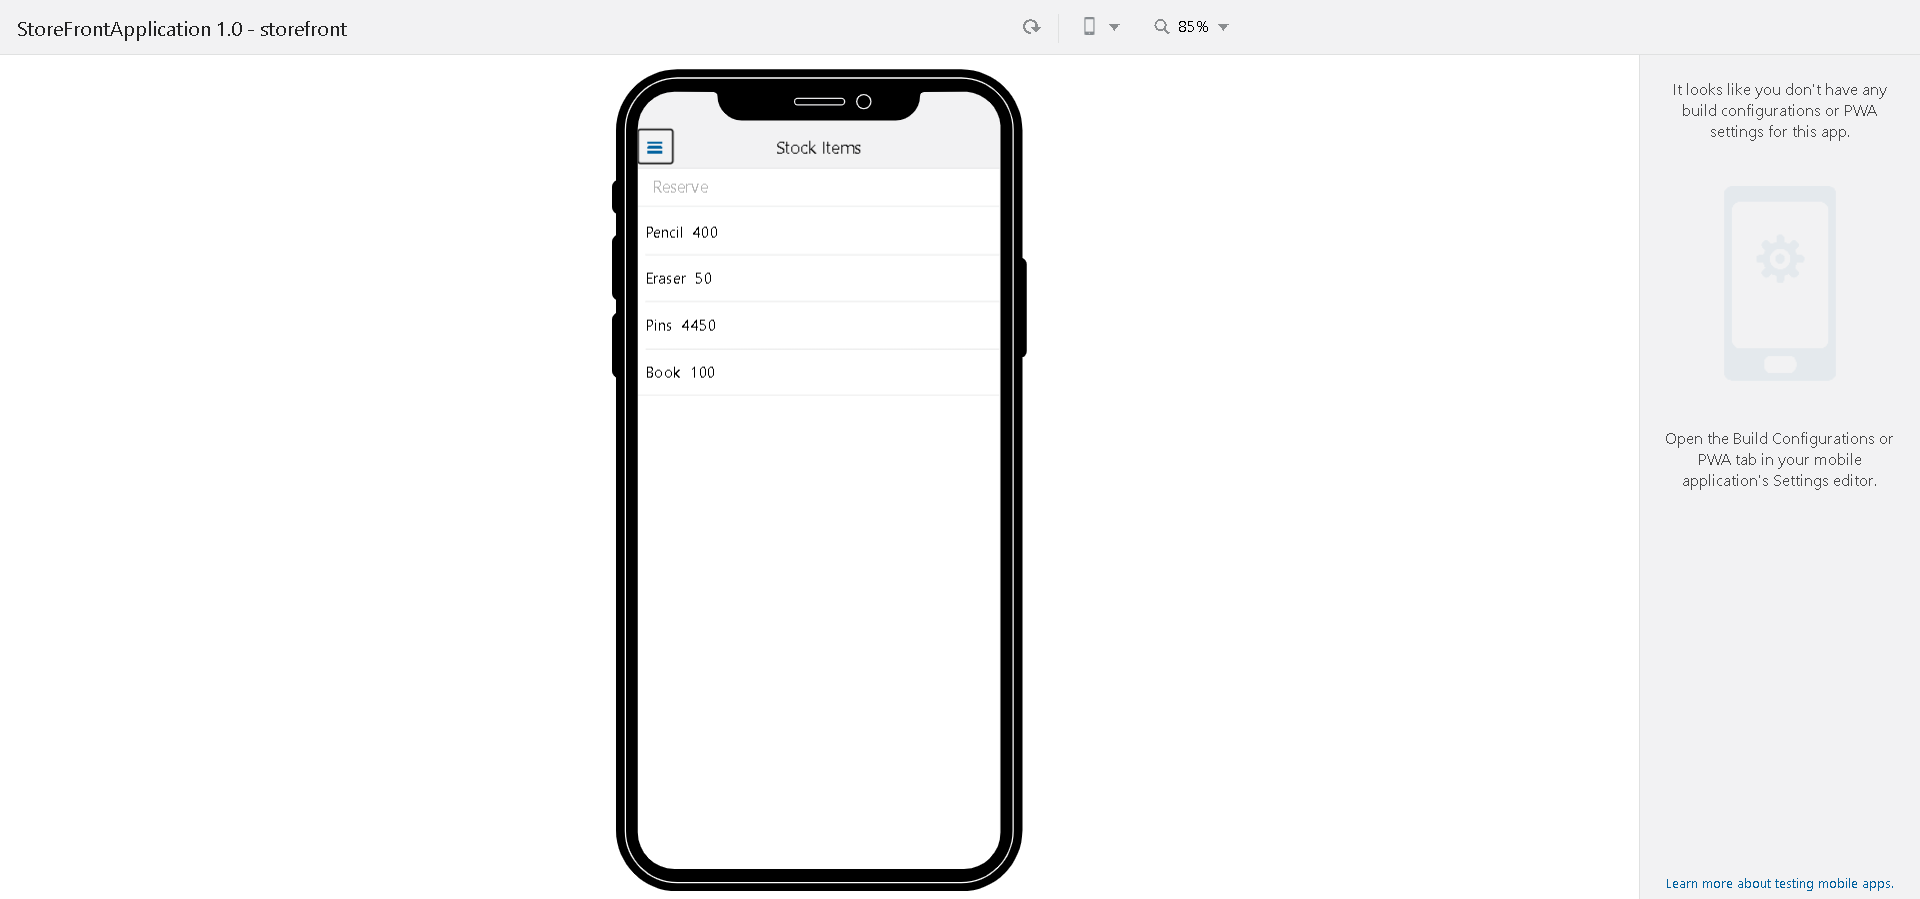 StoreFrontApplication 1.0 - storefront
85%
Stock Items
Reserve
Pencil 400
Eraser 50
Pins 4450
Book 100
It looks like you don't have any
build configurations or PWA
settings for this app.
Open the Build Configurations or
PWA tab in your mobile
application's Settings editor.
Learn more about testing mobile apps.